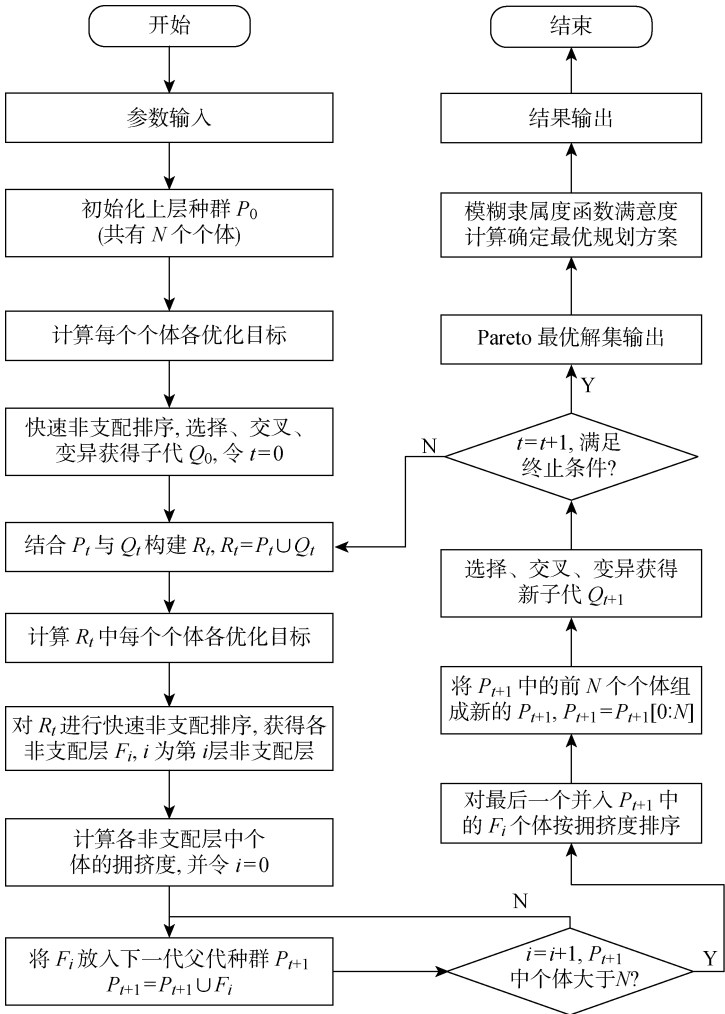 开始
参数输入
初始化上层种群 P₀
(共有 N 个个体)
计算每个个体各优化目标
快速非支配排序, 选择、交叉、
变异获得子代 Q₀, 令 t=0
结合 Pₜ 与 Qₜ 构建 Rₜ, Rₜ=Pₜ∪Qₜ
计算 Rₜ 中每个个体各优化目标
对 Rₜ 进行快速非支配排序, 获得各
非支配层 Fᵢ, i 为第 i层非支配层
计算各非支配层中个
体的拥挤度, 并令 i=0
将 Fᵢ 放入下一代父代种群 Pₜ₊₁
Pₜ₊₁=Pₜ₊₁∪Fᵢ
N
i=i+1, Pₜ₊₁
中个体大于N?
Y
对最后一个并入 Pₜ₊₁ 中
的 Fᵢ 个体按拥挤度排序
将 Pₜ₊₁ 中的前 N 个个体组
成新的 Pₜ₊₁, Pₜ₊₁=Pₜ₊₁[0:N]
选择、交叉、变异获得
新子代 Qₜ₊₁
t=t+1, 满足
终止条件?
N
Y
Pareto 最优解集输出
模糊隶属度函数满意度
计算确定最优规划方案
结果输出
结束